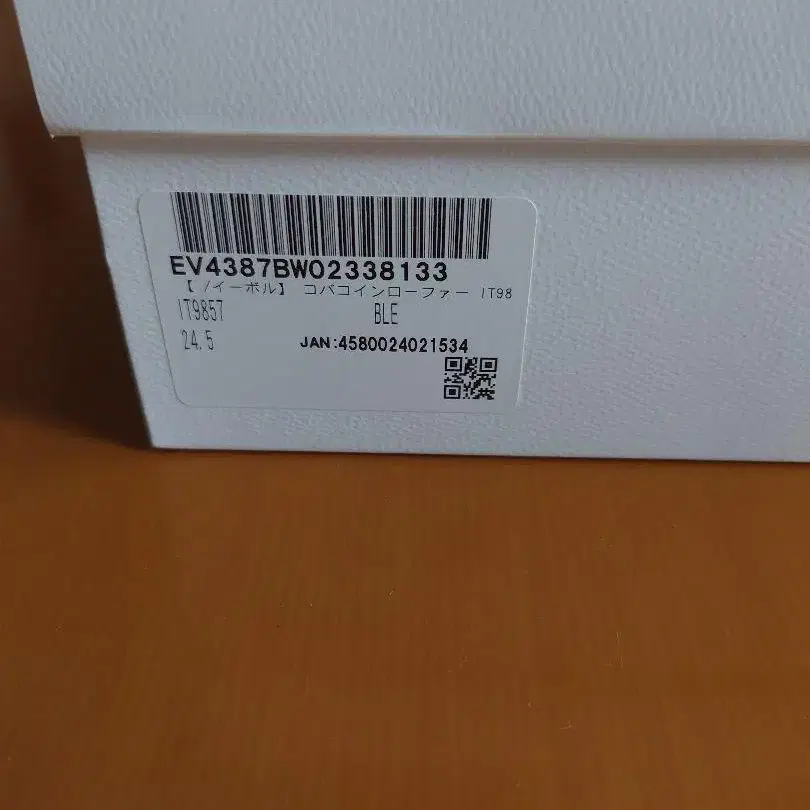 EV4387BW02338133
【 /イーボル】 コバコインローファー IT98
IT9857 BLE
24.5 JAN:4580024021534